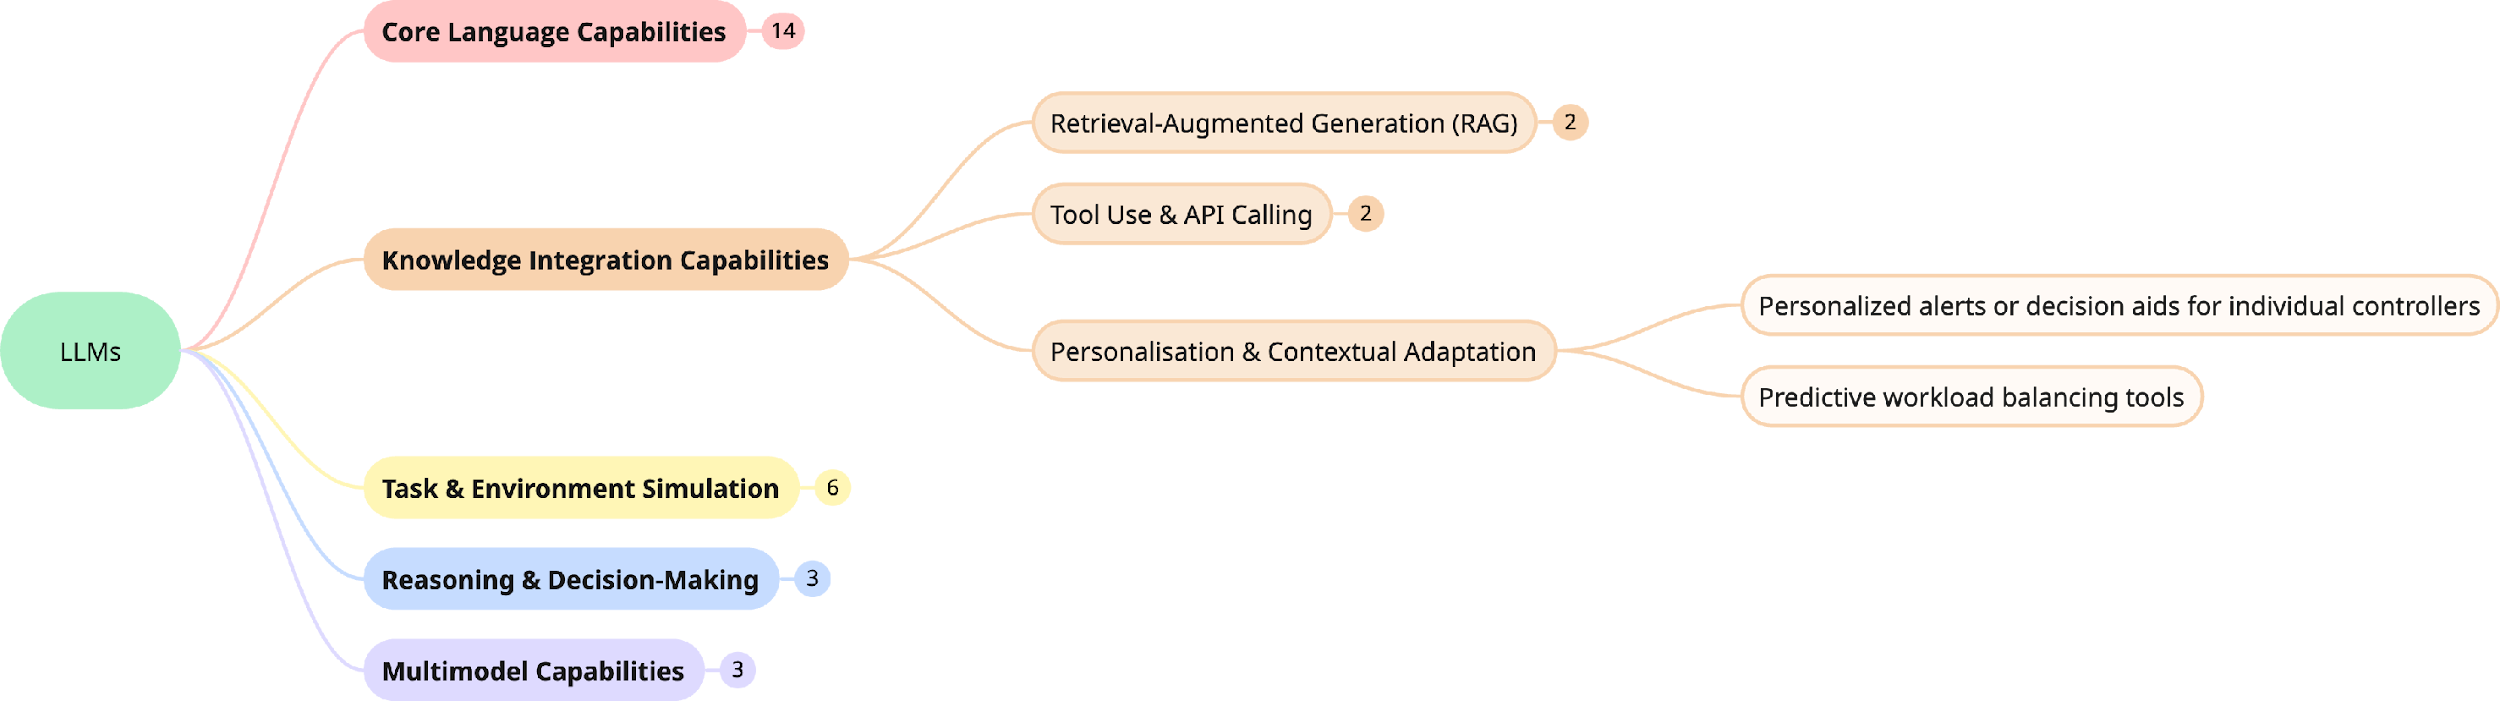 Core Language Capabilities
14
Retrieval-Augmented Generation (RAG)
2
Tool Use & API Calling
2
Knowledge Integration Capabilities
Personalized alerts or decision aids for individual controllers
LLMs
Personalisation & Contextual Adaptation
Predictive workload balancing tools
Task & Environment Simulation
6
Reasoning & Decision-Making
3
Multimodel Capabilities
3